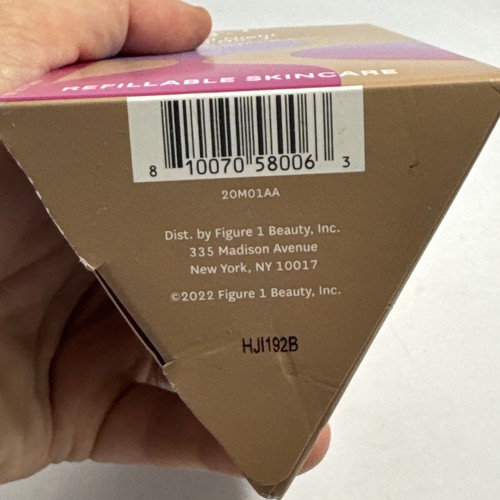 REFILLABLE SKINCARE
8 10070 58006 3
20M01AA
Dist. by Figure 1 Beauty, Inc.
335 Madison Avenue
New York, NY 10017
©2022 Figure 1 Beauty, Inc.
HJI192B